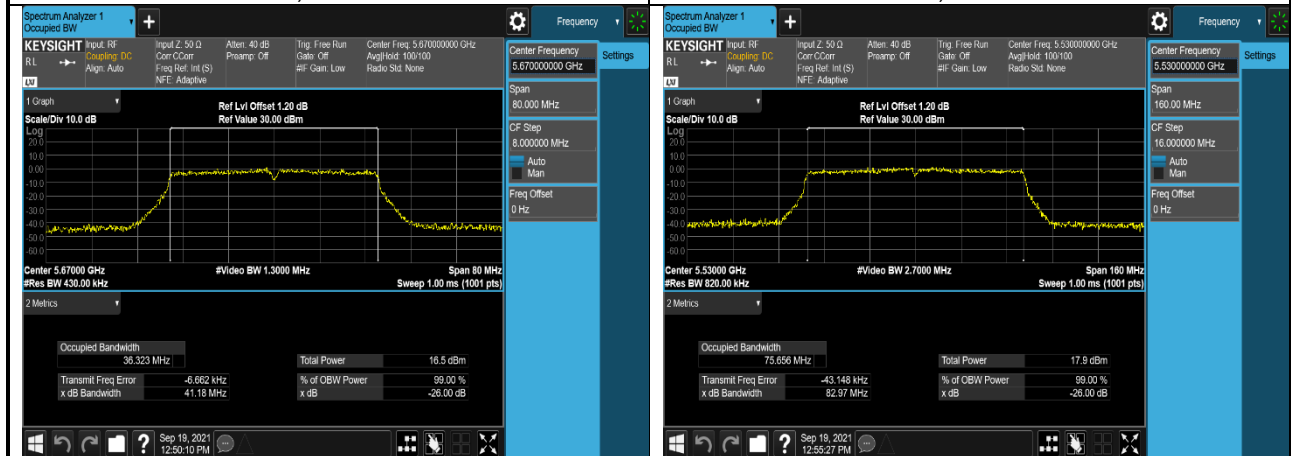 Spectrum Analyzer 1
Occupied BW
Frequency
KEYSIGHT
Input: RF
Input Z: 50 Ω
Atten: 40 dB
Trig: Free Run
Center Freq: 5.670000000 GHz
R L
Coupling: DC
Corr CCorr
Preamp: Off
Gate: Off
Avg|Hold: 100/100
Align: Auto
Freq Ref: Int (S)
#IF Gain: Low
Radio Std: None
LXI
NFE: Adaptive
Center Frequency
5.670000000 GHz
Settings
Span
80.000 MHz
CF Step
8.000000 MHz
Auto
Man
Freq Offset
0 Hz
1 Graph
Ref Lvl Offset 1.20 dB
Scale/Div 10.0 dB
Ref Value 30.00 dBm
Log
20.0
10.0
0.00
-10.0
-20.0
-30.0
-40.0
-50.0
-60.0
Center 5.67000 GHz
#Video BW 1.3000 MHz
Span 80 MHz
#Res BW 430.00 kHz
Sweep 1.00 ms (1001 pts)
2 Metrics
Occupied Bandwidth
36.323 MHz
Total Power
16.5 dBm
Transmit Freq Error
-6.662 kHz
% of OBW Power
99.00 %
x dB Bandwidth
41.18 MHz
x dB
-26.00 dB
Sep 19, 2021
12:50:10 PM
Spectrum Analyzer 1
Occupied BW
Frequency
KEYSIGHT
Input: RF
Input Z: 50 Ω
Atten: 40 dB
Trig: Free Run
Center Freq: 5.530000000 GHz
R L
Coupling: DC
Corr CCorr
Preamp: Off
Gate: Off
Avg|Hold: 100/100
Align: Auto
Freq Ref: Int (S)
#IF Gain: Low
Radio Std: None
LXI
NFE: Adaptive
Center Frequency
5.530000000 GHz
Settings
Span
160.00 MHz
CF Step
16.000000 MHz
Auto
Man
Freq Offset
0 Hz
1 Graph
Ref Lvl Offset 1.20 dB
Scale/Div 10.0 dB
Ref Value 30.00 dBm
Log
20.0
10.0
0.00
-10.0
-20.0
-30.0
-40.0
-50.0
-60.0
Center 5.53000 GHz
#Video BW 2.7000 MHz
Span 160 MHz
#Res BW 820.00 kHz
Sweep 1.00 ms (1001 pts)
2 Metrics
Occupied Bandwidth
75.656 MHz
Total Power
17.9 dBm
Transmit Freq Error
-43.148 kHz
% of OBW Power
99.00 %
x dB Bandwidth
82.97 MHz
x dB
-26.00 dB
Sep 19, 2021
12:55:27 PM